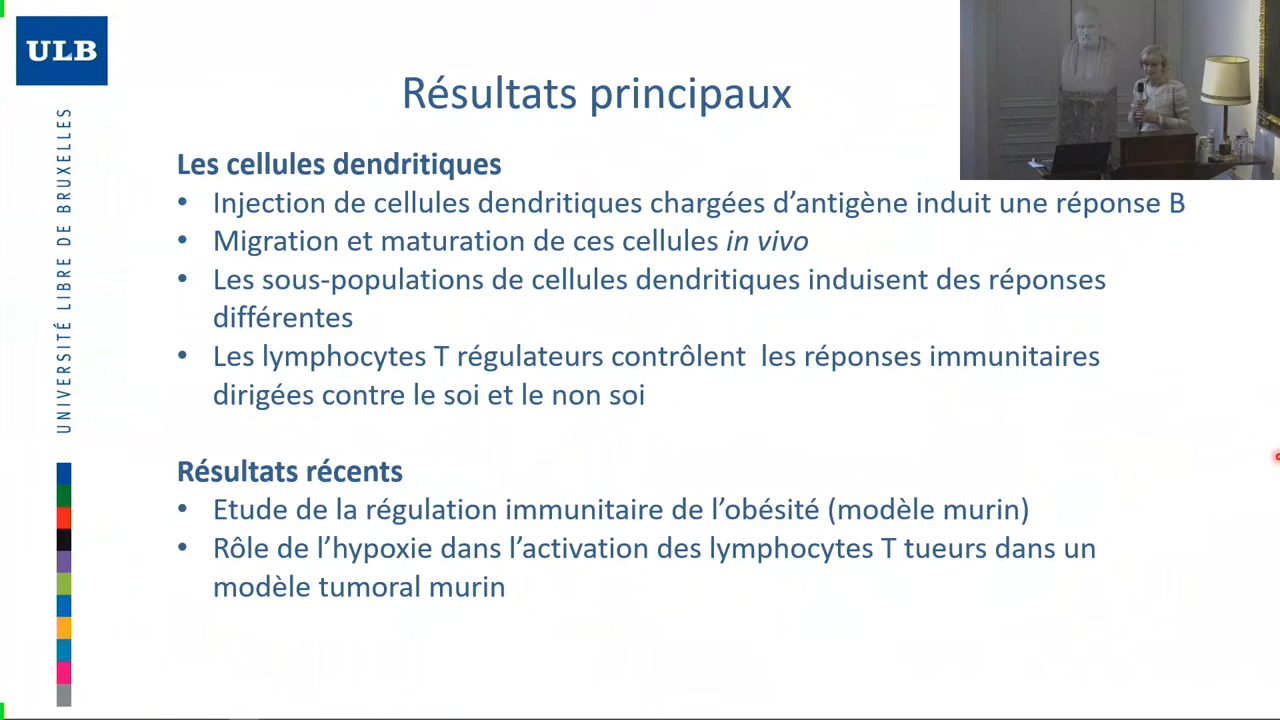 ULB
UNIVERSITÉ LIBRE DE BRUXELLES
Résultats principaux
Les cellules dendritiques
• Injection de cellules dendritiques chargées d’antigène induit une réponse B
• Migration et maturation de ces cellules in vivo
• Les sous-populations de cellules dendritiques induisent des réponses
différentes
• Les lymphocytes T régulateurs contrôlent  les réponses immunitaires
dirigées contre le soi et le non soi
Résultats récents
• Etude de la régulation immunitaire de l’obésité (modèle murin)
• Rôle de l’hypoxie dans l’activation des lymphocytes T tueurs dans un
modèle tumoral murin